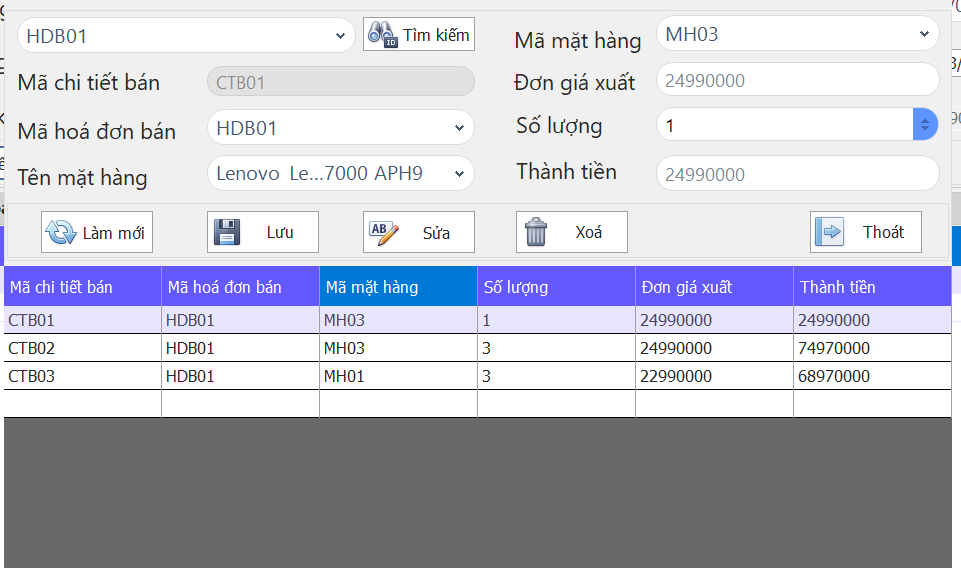 HDB01 Tìm kiếm Mã mặt hàng MH03
Mã chi tiết bán CTB01 Đơn giá xuất 24990000
Mã hoá đơn bán HDB01 Số lượng 1
Tên mặt hàng Lenovo Le...7000 APH9 Thành tiền 24990000
Làm mới Lưu Sửa Xoá Thoát
Mã chi tiết bán Mã hoá đơn bán Mã mặt hàng Số lượng Đơn giá xuất Thành tiền
CTB01 HDB01 MH03 1 24990000 24990000
CTB02 HDB01 MH03 3 24990000 74970000
CTB03 HDB01 MH01 3 22990000 68970000